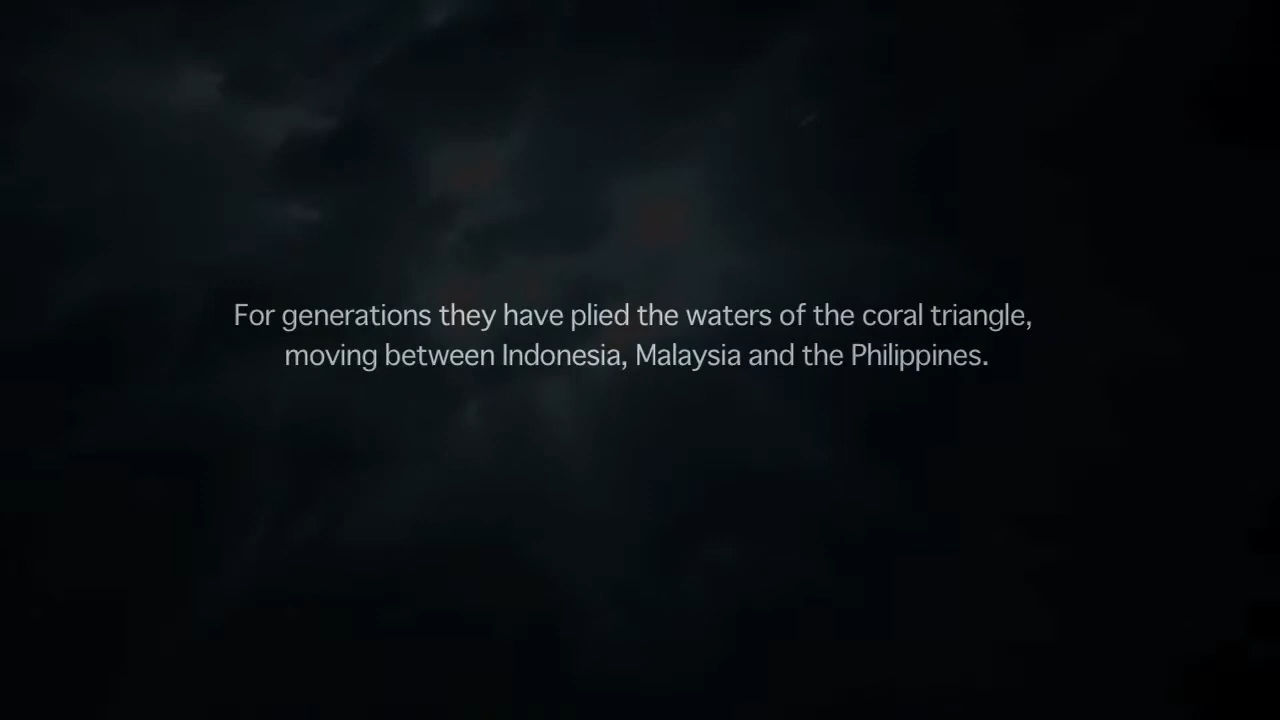 For generations they have plied the waters of the coral triangle,
moving between Indonesia, Malaysia and the Philippines.